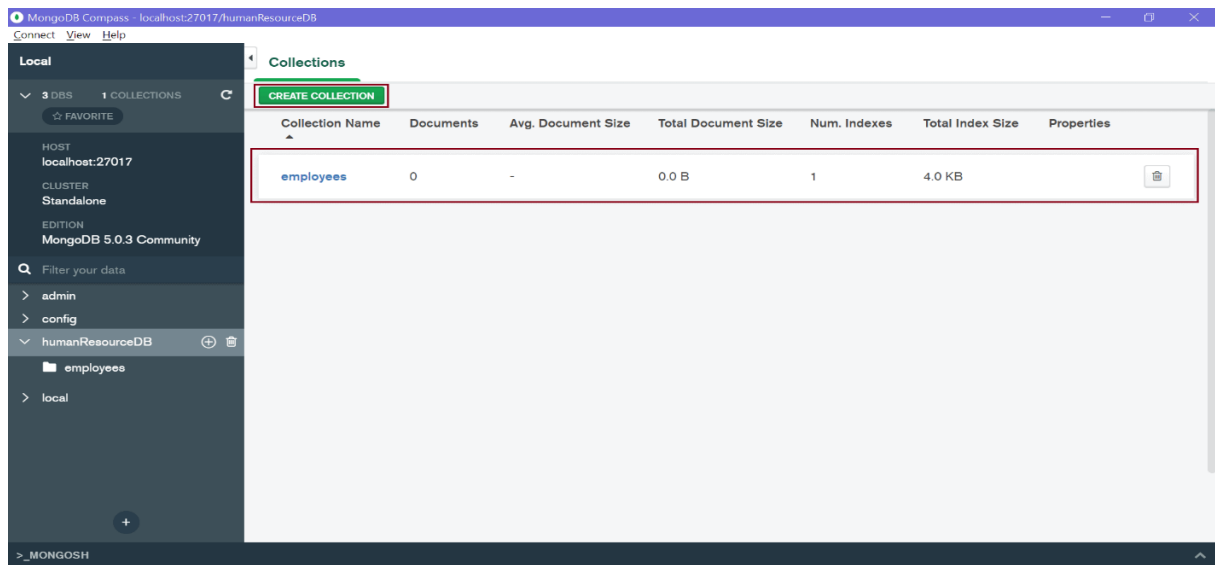 MongoDB Compass - localhost:27017/humanResourceDB
Connect View Help
Local
3 DBS 1 COLLECTIONS
☆ FAVORITE
HOST
localhost:27017
CLUSTER
Standalone
EDITION
MongoDB 5.0.3 Community
Filter your data
admin
config
humanResourceDB
employees
local
+
Collections
CREATE COLLECTION
Collection Name Documents Avg. Document Size Total Document Size Num. Indexes Total Index Size Properties
employees 0 - 0.0 B 1 4.0 KB
>_MONGOSH